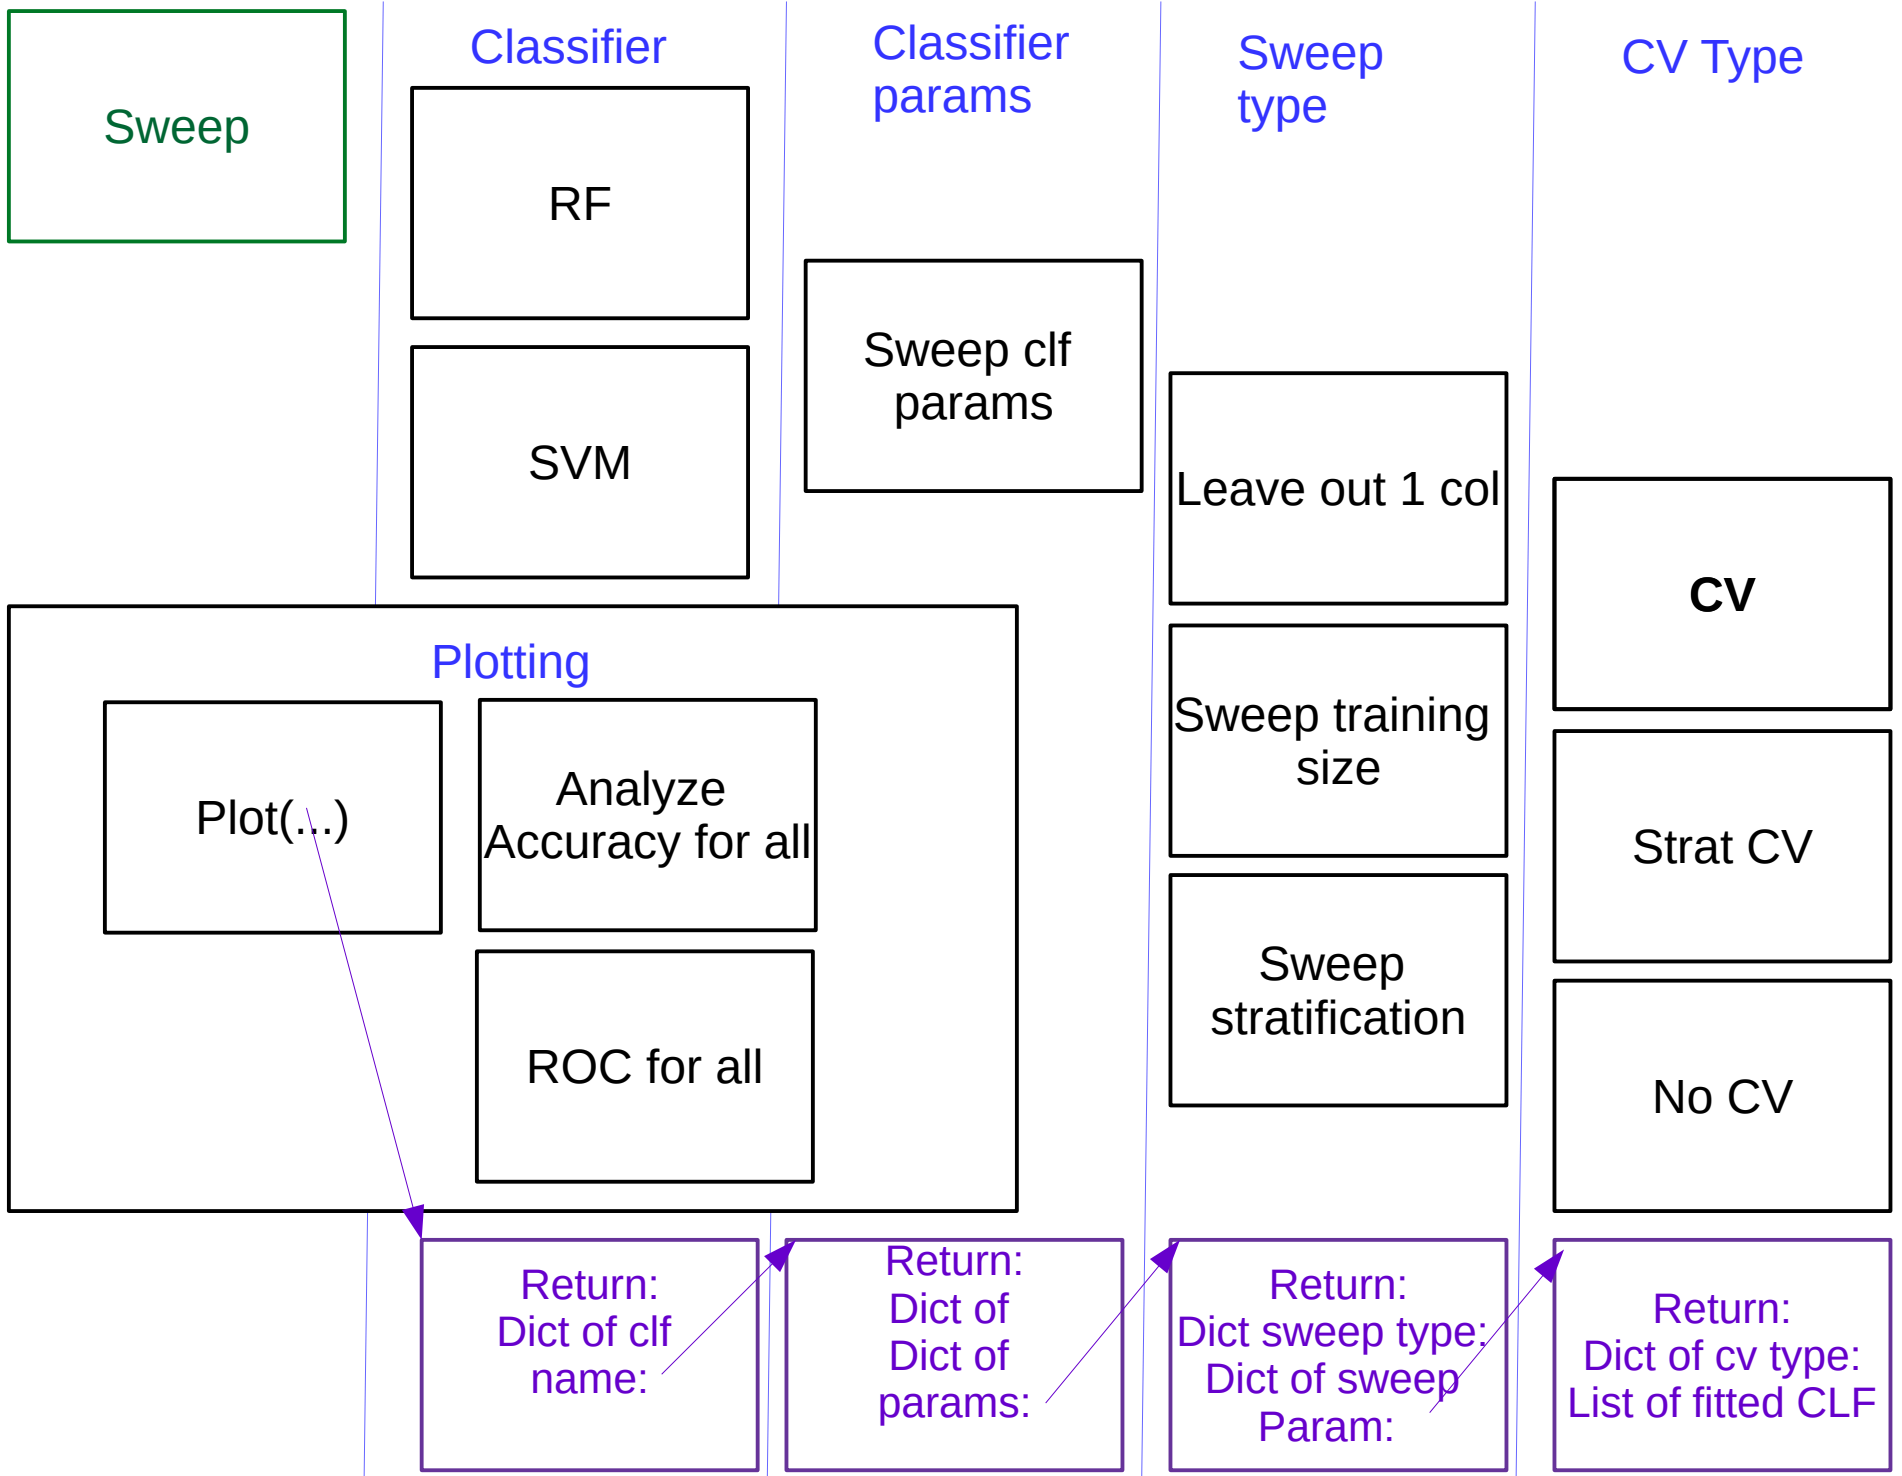 Sweep
Classifier
RF
SVM
Classifier
params
Sweep clf
params
Sweep
type
Leave out 1 col
Sweep training
size
Sweep
stratification
CV Type
CV
Strat CV
No CV
Plotting
Plot(...)
Analyze
Accuracy for all
ROC for all
Return:
Dict of clf
name:
Return:
Dict of
Dict of
params:
Return:
Dict sweep type:
Dict of sweep
Param:
Return:
Dict of cv type:
List of fitted CLF